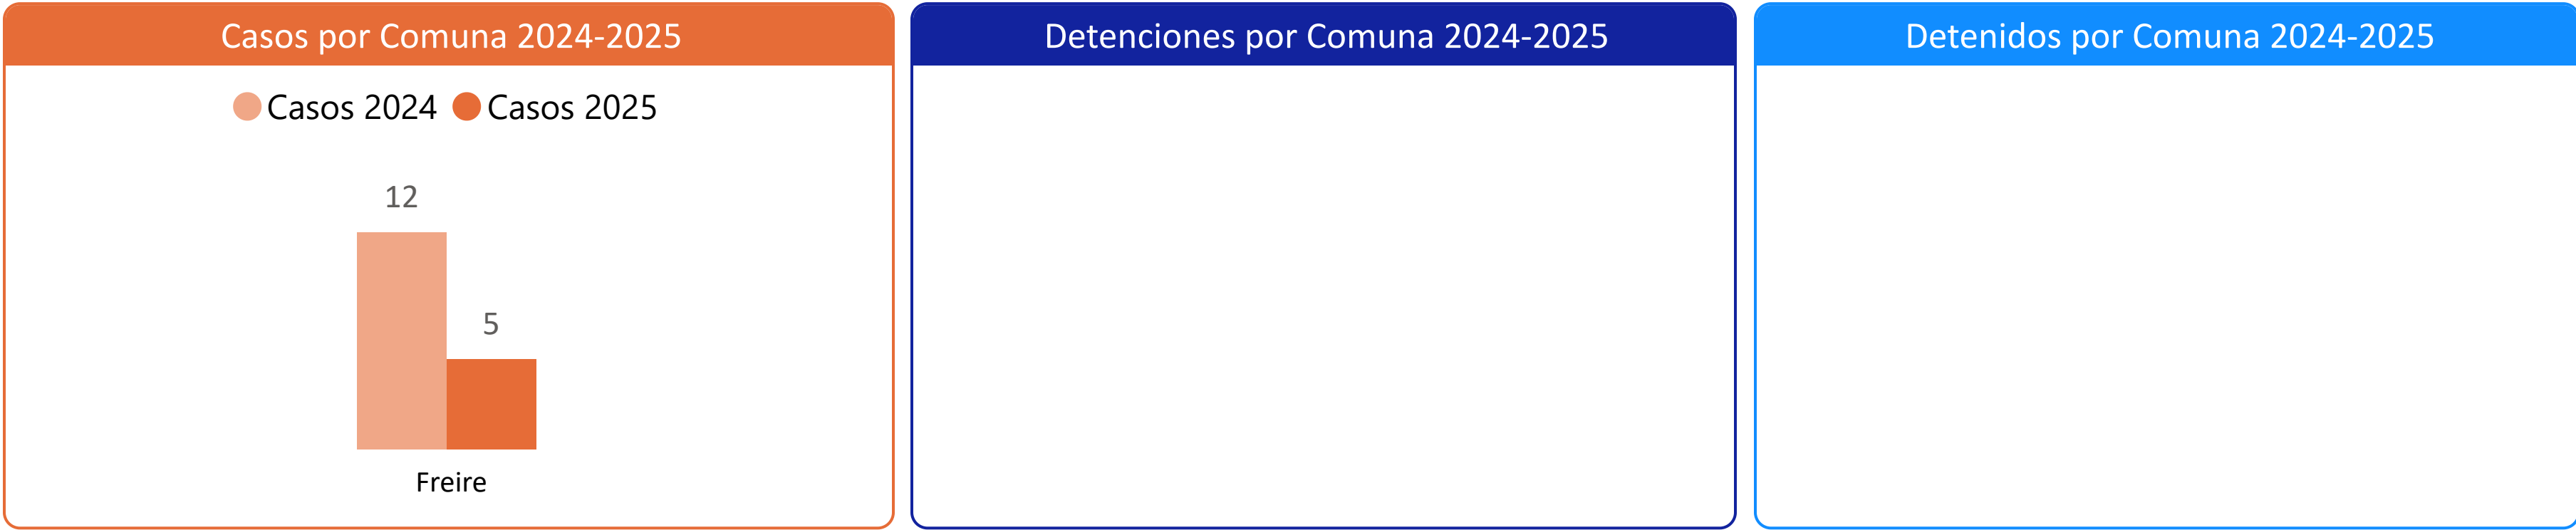 Casos por Comuna 2024-2025
Casos 2024 Casos 2025
12
5
Freire
Detenciones por Comuna 2024-2025
Detenidos por Comuna 2024-2025